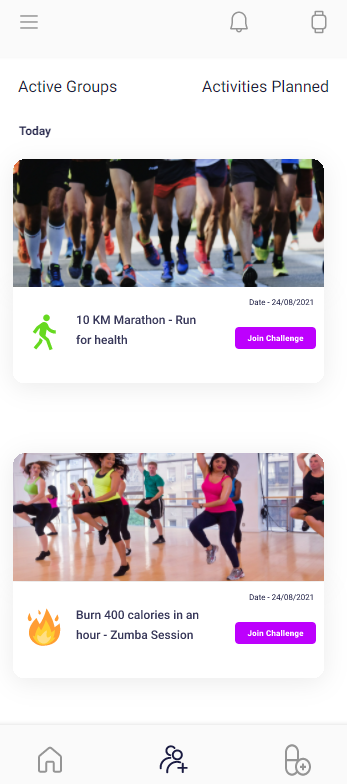 Active Groups
Activities Planned
Today
Date - 24/08/2021
10 KM Marathon - Run
for health
Join Challenge
Date - 24/08/2021
Burn 400 calories in an
hour - Zumba Session
Join Challenge